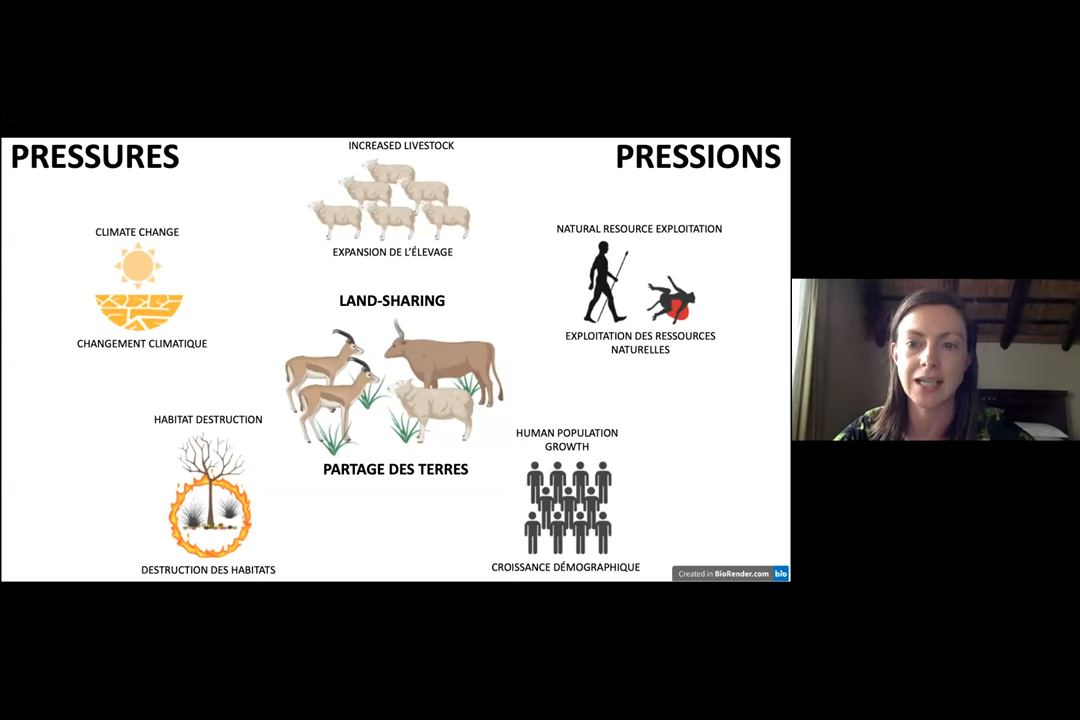 PRESSURES
PRESSIONS
INCREASED LIVESTOCK
EXPANSION DE L'ÉLEVAGE
CLIMATE CHANGE
CHANGEMENT CLIMATIQUE
NATURAL RESOURCE EXPLOITATION
EXPLOITATION DES RESSOURCES
NATURELLES
LAND-SHARING
PARTAGE DES TERRES
HABITAT DESTRUCTION
DESTRUCTION DES HABITATS
HUMAN POPULATION
GROWTH
CROISSANCE DÉMOGRAPHIQUE
Created in BioRender.com bio